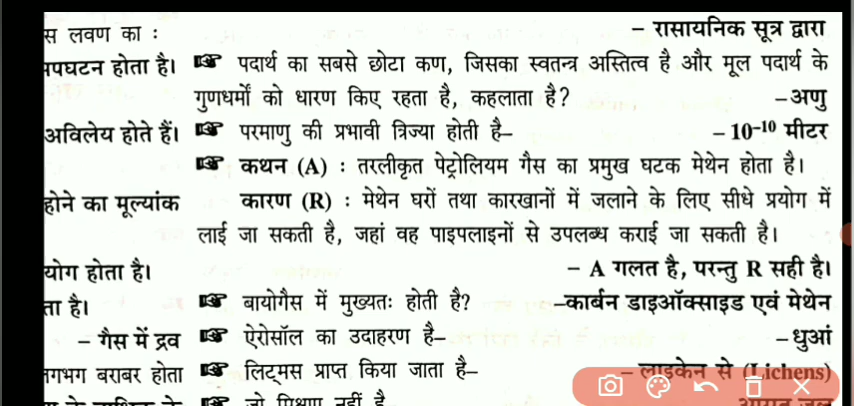 स लवण का :
पघटन होता है।
अविलेय होते हैं।
होने का मूल्यांक
योग होता है।
ता है।
– गैस में द्रव
गभग बराबर होता
– रासायनिक सूत्र द्वारा
☞ पदार्थ का सबसे छोटा कण, जिसका स्वतन्त्र अस्तित्व है और मूल पदार्थ के
गुणधर्मों को धारण किए रहता है, कहलाता है? –अणु
☞ परमाणु की प्रभावी त्रिज्या होती है– – 10⁻¹⁰ मीटर
☞ कथन (A) : तरलीकृत पेट्रोलियम गैस का प्रमुख घटक मेथेन होता है।
कारण (R) : मेथेन घरों तथा कारखानों में जलाने के लिए सीधे प्रयोग में
लाई जा सकती है, जहां वह पाइपलाइनों से उपलब्ध कराई जा सकती है।
– A गलत है, परन्तु R सही है।
☞ बायोगैस में मुख्यतः होती है? –कार्बन डाइऑक्साइड एवं मेथेन
☞ ऐरोसॉल का उदाहरण है– –धुआं
☞ लिट्मस प्राप्त किया जाता है– – लाइकेन से (Lichens)
☞ जो मिश्रण नहीं है